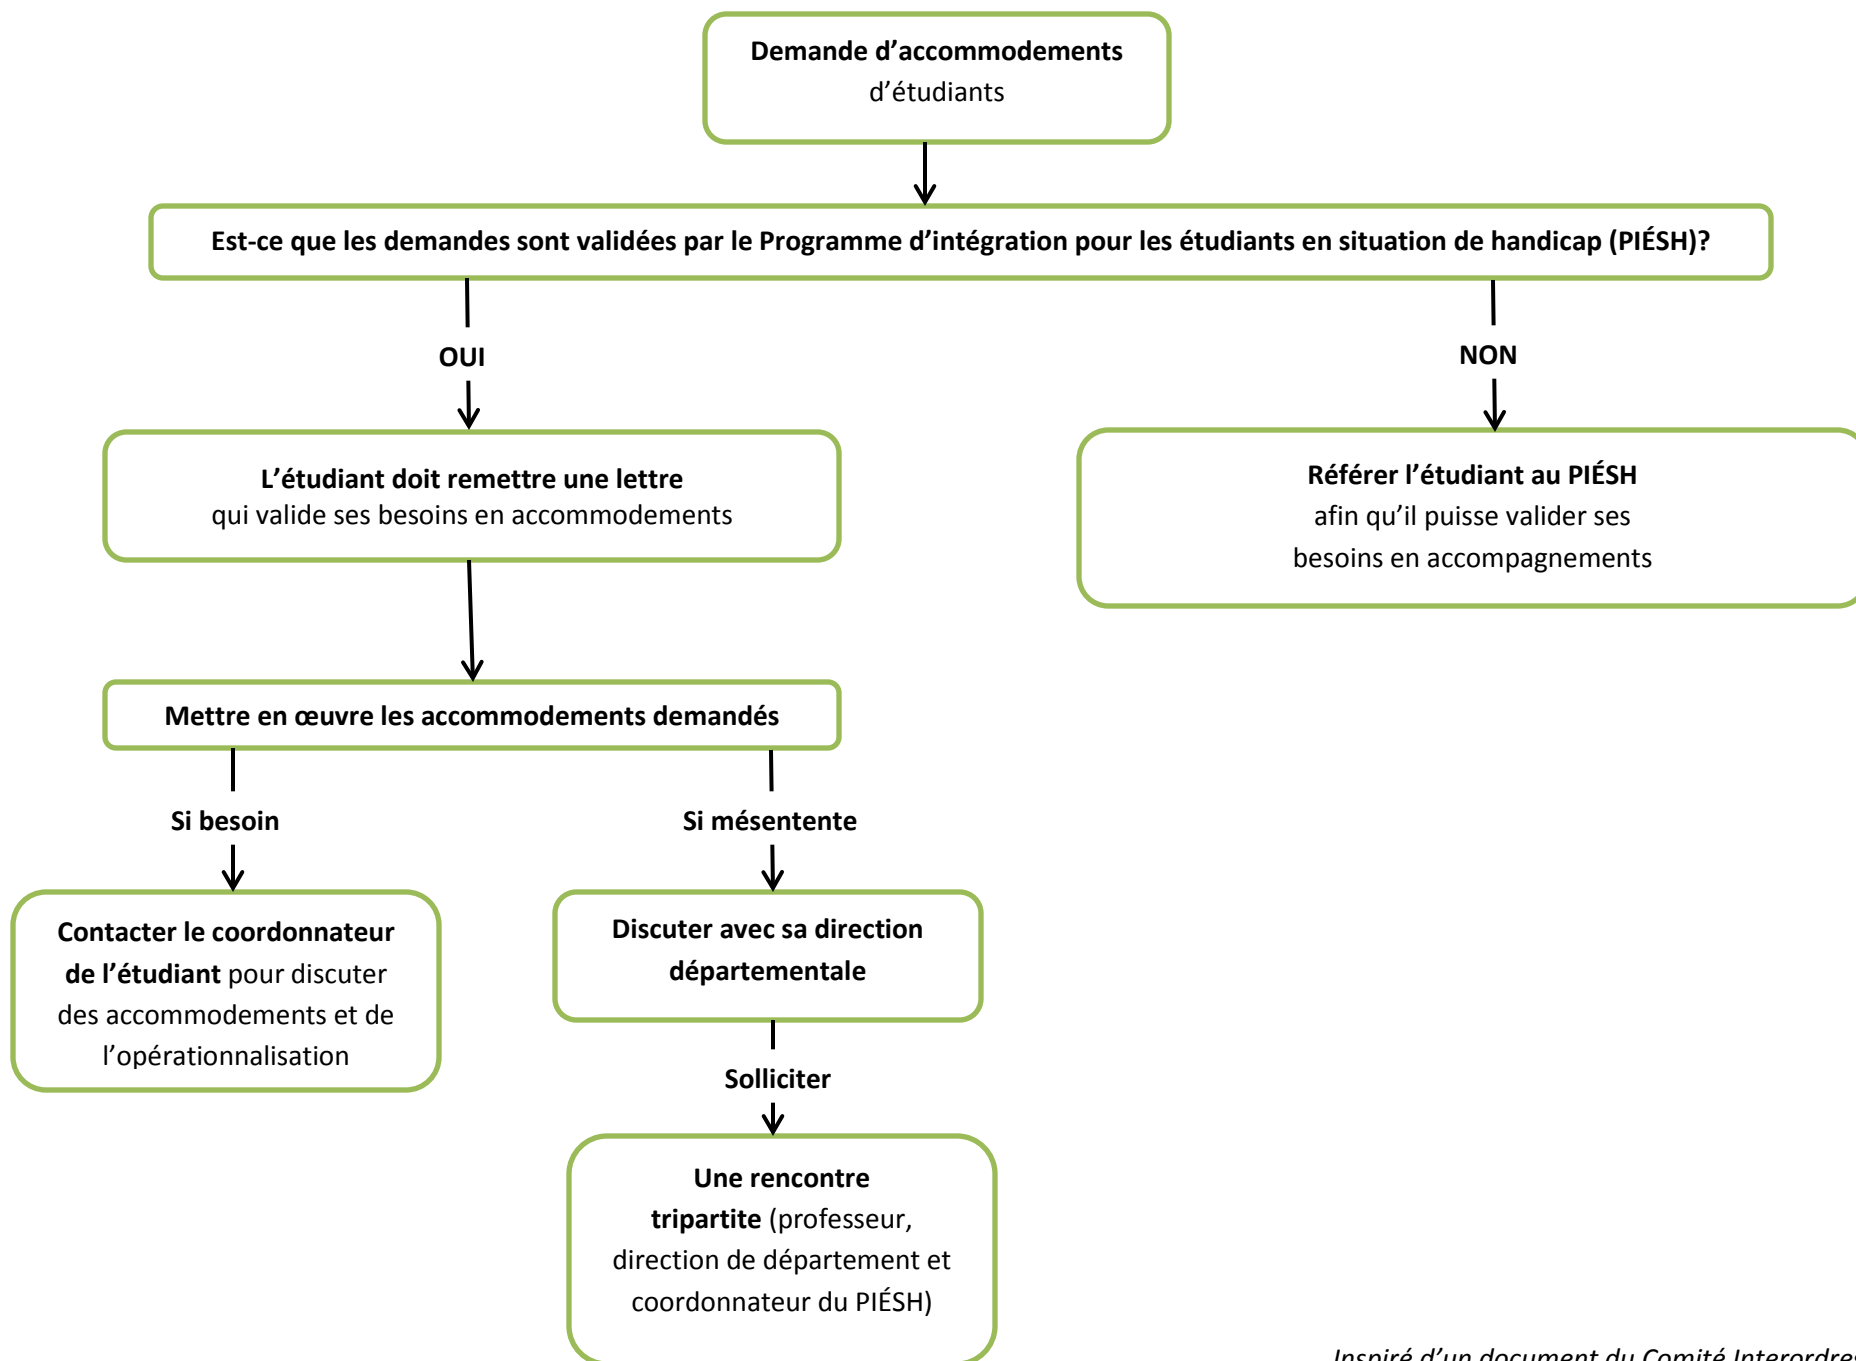 Demande d’accommodements
d’étudiants
Est-ce que les demandes sont validées par le Programme d’intégration pour les étudiants en situation de handicap (PIÉSH)?
OUI
NON
L’étudiant doit remettre une lettre
qui valide ses besoins en accommodements
Référer l’étudiant au PIÉSH
afin qu’il puisse valider ses
besoins en accompagnements
Mettre en œuvre les accommodements demandés
Si besoin
Si mésentente
Contacter le coordonnateur
de l’étudiant pour discuter
des accommodements et de
l’opérationnalisation
Discuter avec sa direction
départementale
Solliciter
Une rencontre
tripartite (professeur,
direction de département et
coordonnateur du PIÉSH)
Inspiré d’un document du Comité Interordres